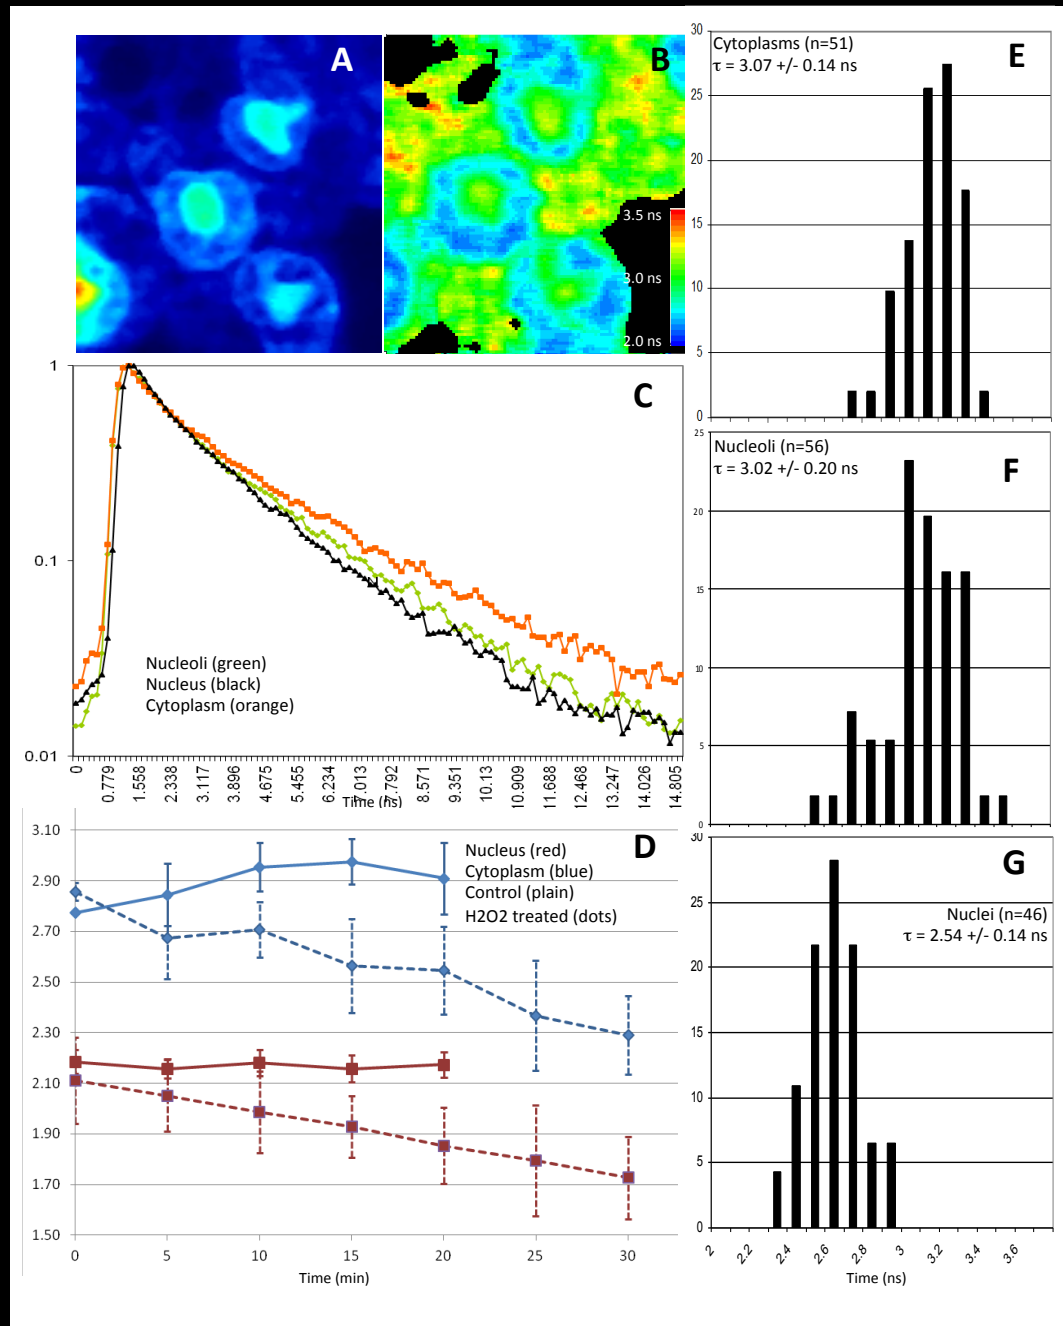 A
B
3.5 ns
3.0 ns
2.0 ns
1
0.1
0.01
C
Nucleoli (green)
Nucleus (black)
Cytoplasm (orange)
0 0.779 1.558 2.338 3.117 3.896 4.675 5.455 6.234 7.013 7.792 8.571 9.351 10.13 10.909 11.688 12.468 13.247 14.026 14.805
Time (ns)
3.10
2.90
2.70
2.50
2.30
2.10
1.90
1.70
1.50
D
Nucleus (red)
Cytoplasm (blue)
Control (plain)
H2O2 treated (dots)
0 5 10 15 20 25 30
Time (min)
30
25
20
15
10
5
0
Cytoplasms (n=51)
τ = 3.07 +/- 0.14 ns
E
25
20
15
10
5
0
Nucleoli (n=56)
τ = 3.02 +/- 0.20 ns
F
30
25
20
15
10
5
0
G
Nuclei (n=46)
τ = 2.54 +/- 0.14 ns
2 2.2 2.4 2.6 2.8 3 3.2 3.4 3.6
Time (ns)